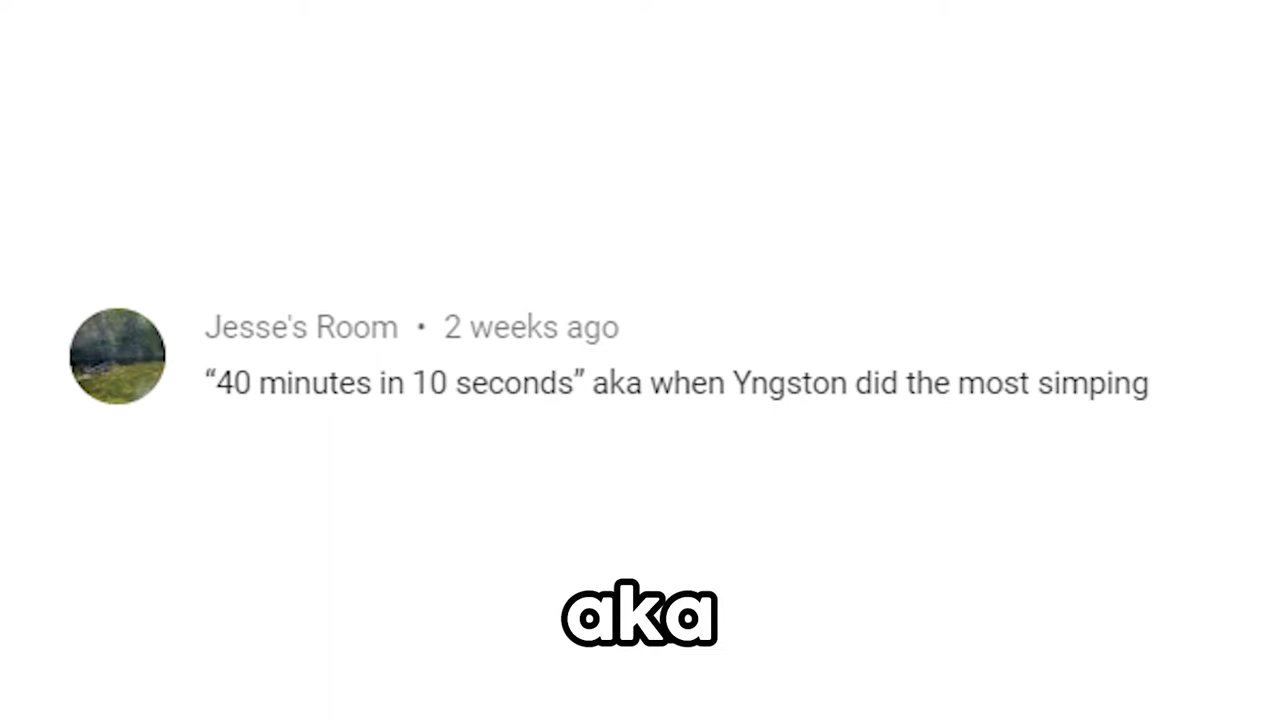 Jesse's Room • 2 weeks ago
“40 minutes in 10 seconds” aka when Yngston did the most simping
aka